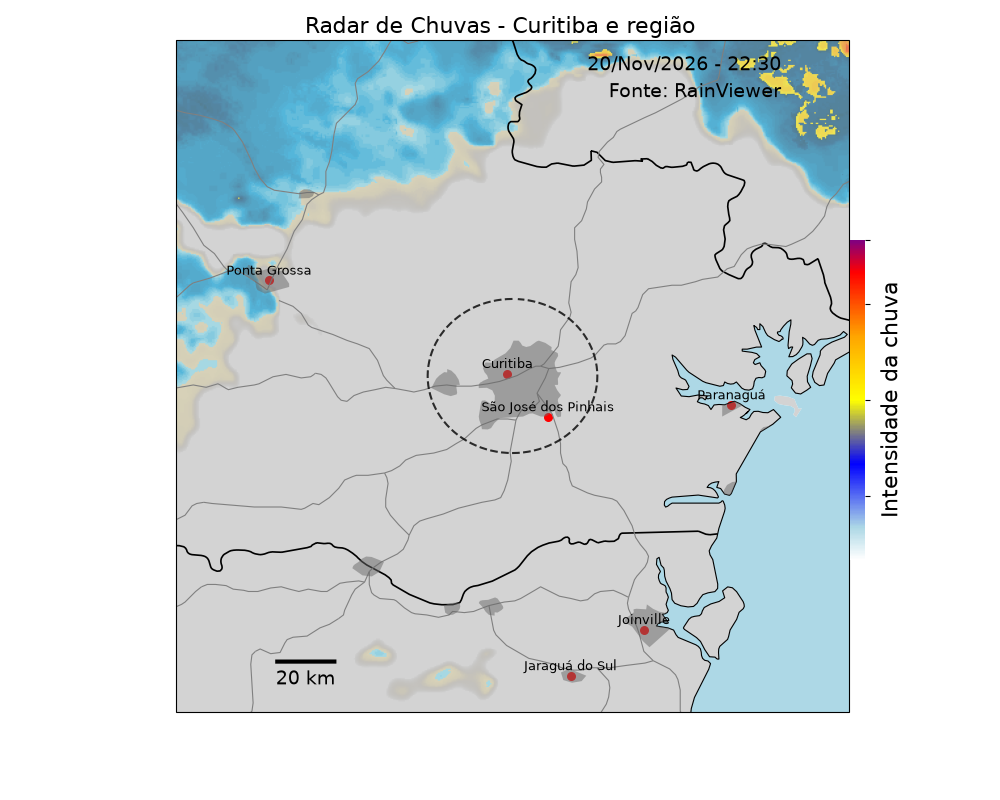 Radar de Chuvas - Curitiba e região
20/Nov/2026 - 22:30
Fonte: RainViewer
Ponta Grossa
Curitiba
São José dos Pinhais
Paranaguá
Joinville
Jaraguá do Sul
20 km
Intensidade da chuva